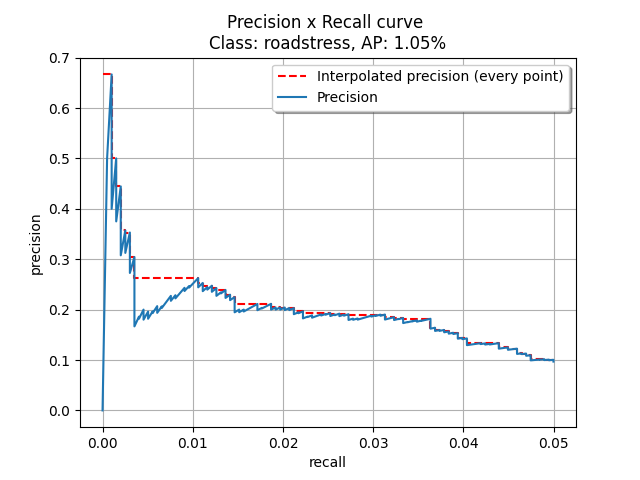 Precision x Recall curve
Class: roadstress, AP: 1.05%
Interpolated precision (every point)
Precision
0.7
0.6
0.5
0.4
0.3
0.2
0.1
0.0
precision
0.00 0.01 0.02 0.03 0.04 0.05
recall